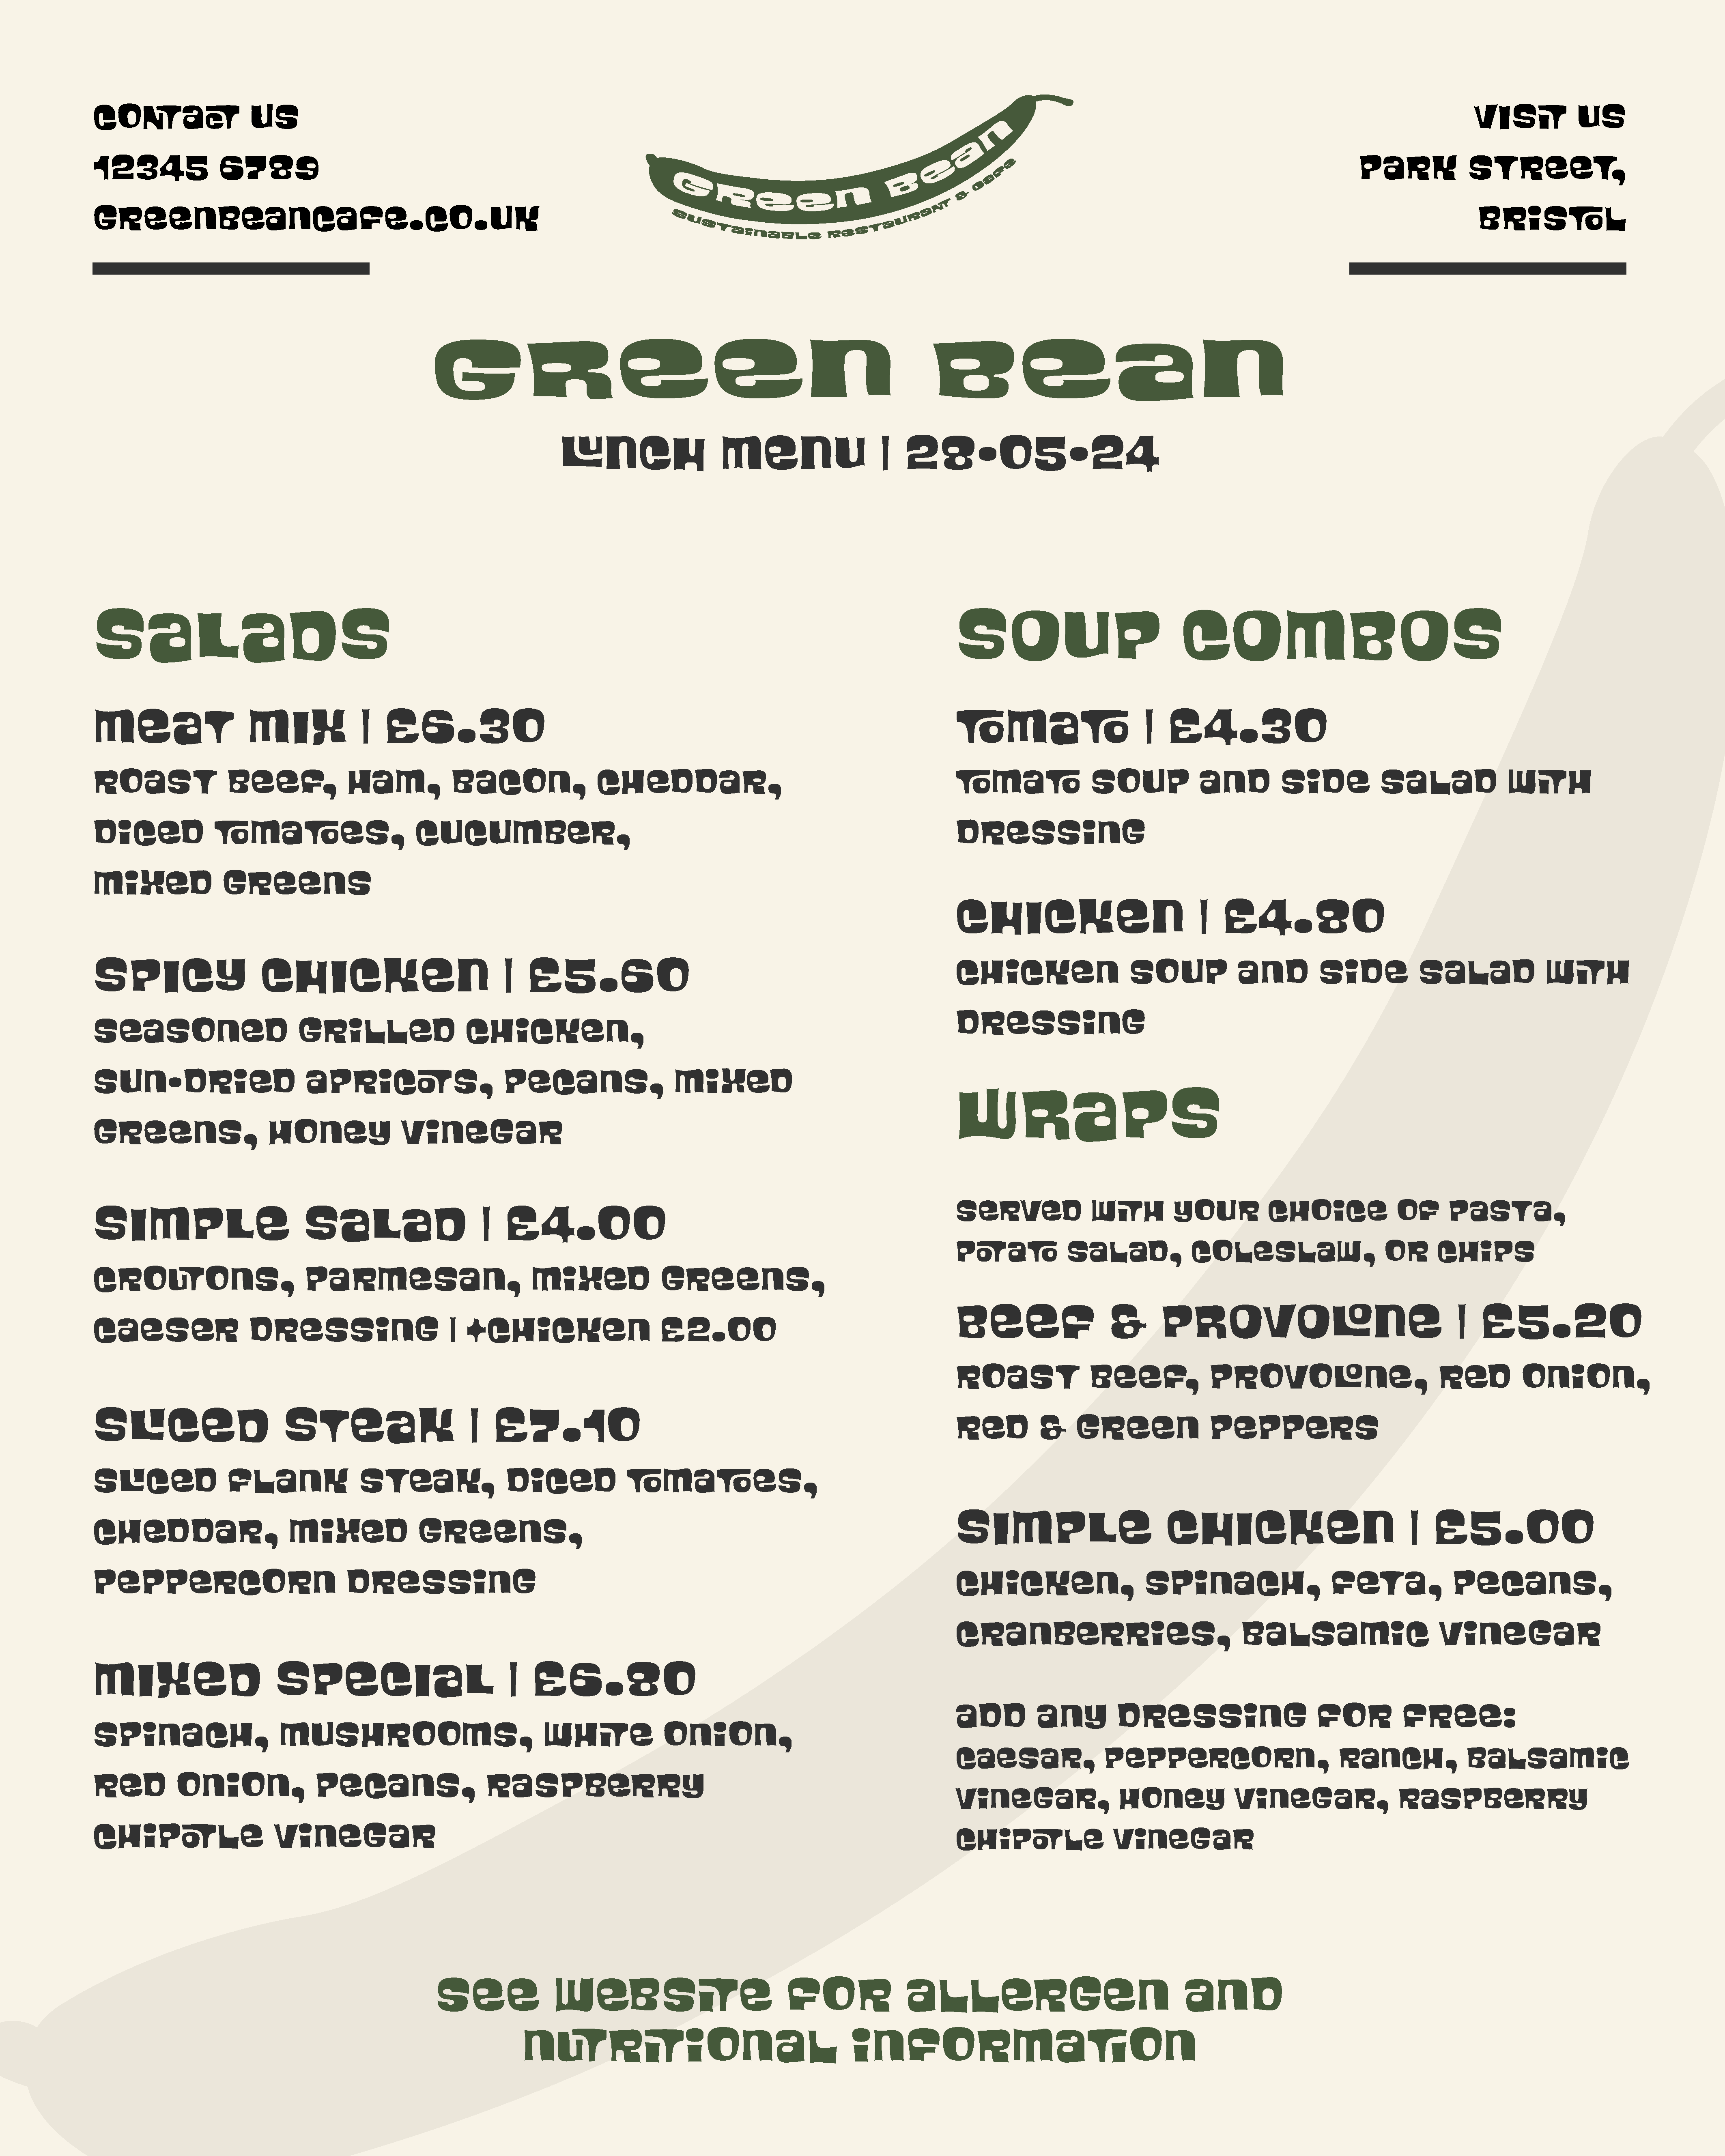 Contact us
12345 6789
GreenBeanCafe.co.uk
Green Bean
Sustainable Restaurant & Cafe
Visit us
Park Street,
Bristol
Green Bean
Lunch Menu | 28-05-24
Salads
Meat Mix | £6.30
Roast beef, ham, bacon, cheddar,
diced tomatoes, cucumber,
mixed greens
Spicy Chicken | £5.60
Seasoned grilled chicken,
sun-dried apricots, pecans, mixed
greens, honey vinegar
Simple Salad | £4.00
Croutons, parmesan, mixed greens,
caeser dressing | +chicken £2.00
Sliced Steak | £7.10
Sliced flank steak, diced tomatoes,
cheddar, mixed greens,
peppercorn dressing
Mixed Special | £6.80
Spinach, mushrooms, white onion,
red onion, pecans, raspberry
chipotle vinegar
Soup Combos
Tomato | £4.30
Tomato soup and side salad with
dressing
Chicken | £4.80
Chicken soup and side salad with
dressing
Wraps
Served with your choice of pasta,
potato salad, coleslaw, or chips
Beef & Provolone | £5.20
Roast beef, provolone, red onion,
red & green peppers
Simple Chicken | £5.00
Chicken, spinach, feta, pecans,
cranberries, balsamic vinegar
Add any dressing for free:
Caesar, peppercorn, ranch, balsamic
vinegar, honey vinegar, raspberry
chipotle vinegar
See website for allergen and
nutritional information